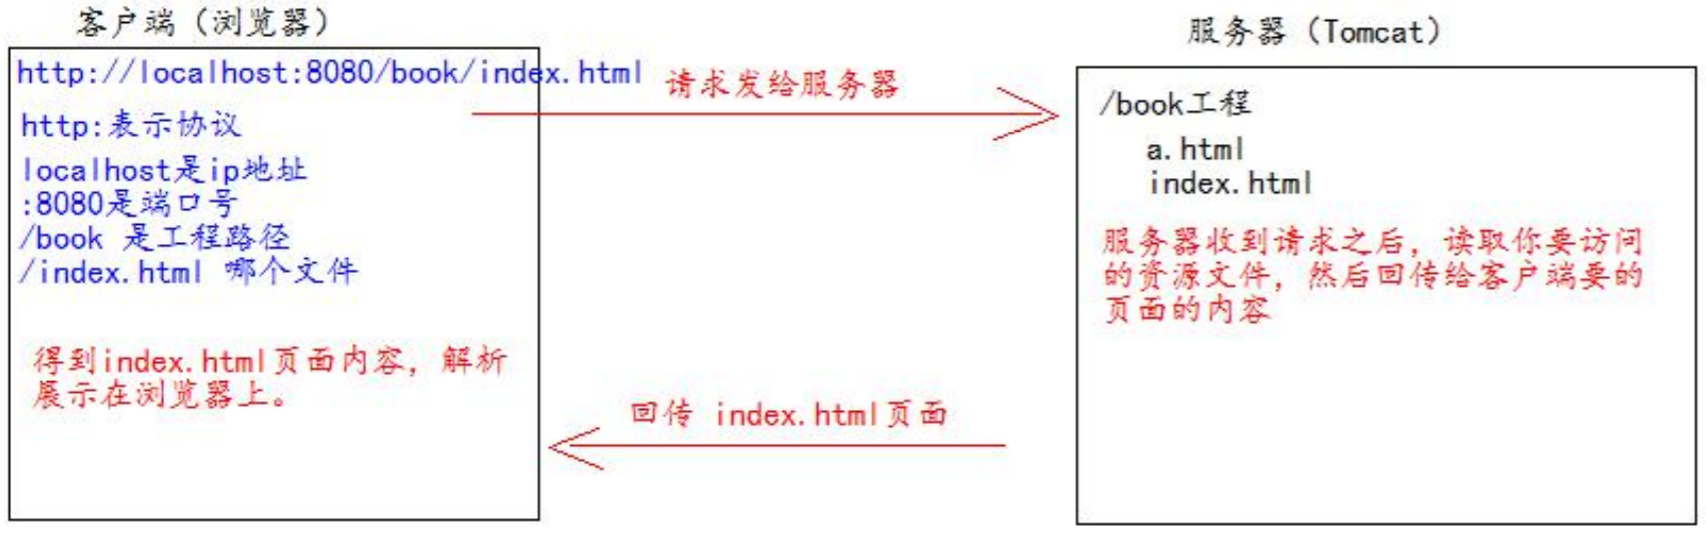 客户端（浏览器）
http://localhost:8080/book/index.html
http:表示协议
localhost是ip地址
:8080是端口号
/book 是工程路径
/index.html 哪个文件
得到index.html页面内容，解析
展示在浏览器上。
请求发给服务器
回传 index.html页面
服务器（Tomcat）
/book工程
a.html
index.html
服务器收到请求之后，读取你要访问
的资源文件，然后回传给客户端要的
页面的内容